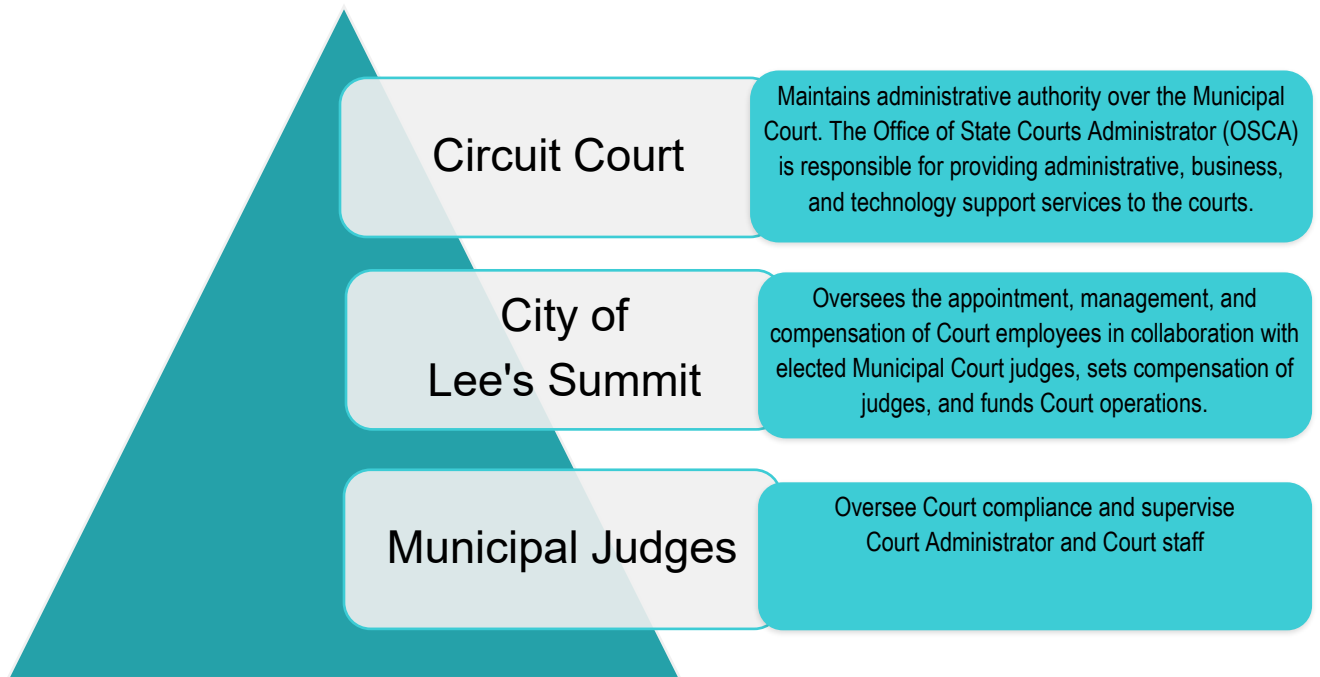 Circuit Court
Maintains administrative authority over the Municipal
Court. The Office of State Courts Administrator (OSCA)
is responsible for providing administrative, business,
and technology support services to the courts.
City of
Lee's Summit
Oversees the appointment, management, and
compensation of Court employees in collaboration with
elected Municipal Court judges, sets compensation of
judges, and funds Court operations.
Municipal Judges
Oversee Court compliance and supervise
Court Administrator and Court staff